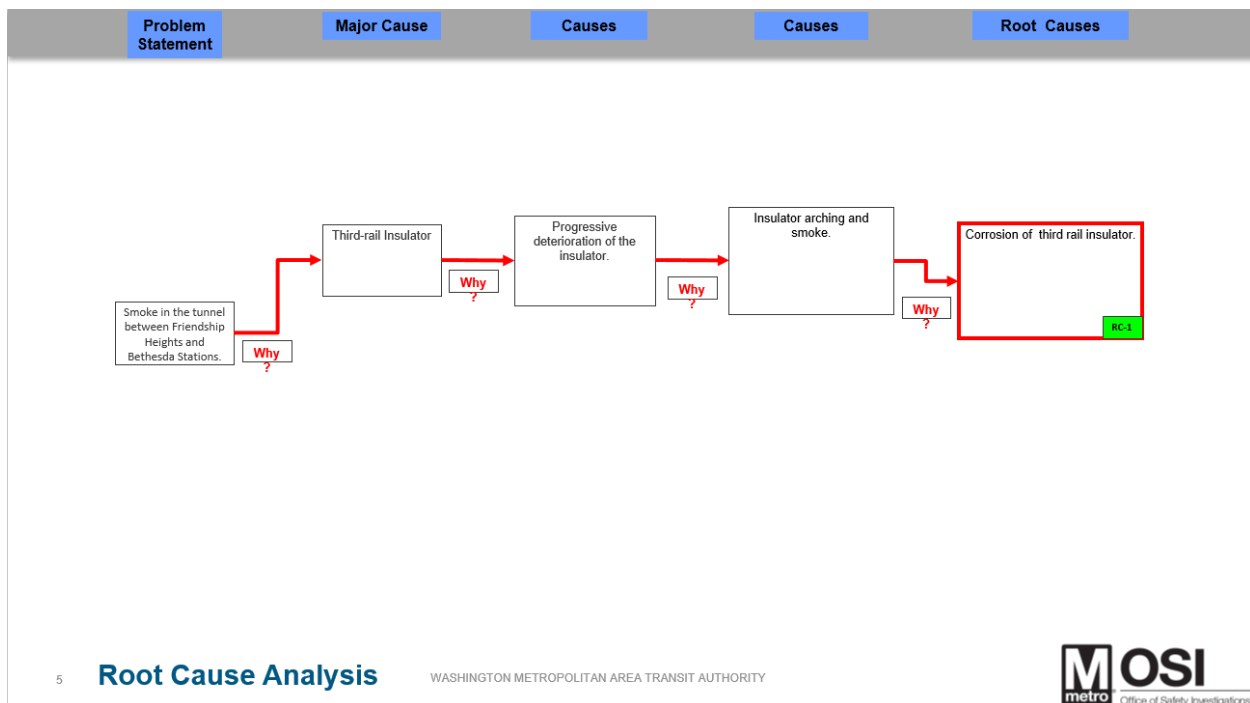 Problem
Statement
Major Cause
Causes
Causes
Root Causes
Smoke in the tunnel
between Friendship
Heights and
Bethesda Stations.
Why
?
Third-rail Insulator
Why
?
Progressive
deterioration of the
insulator.
Why
?
Insulator arching and
smoke.
Why
?
Corrosion of third rail insulator.
RC-1
5
Root Cause Analysis
WASHINGTON METROPOLITAN AREA TRANSIT AUTHORITY
M
metro
OSI
Office of Safety Investigations